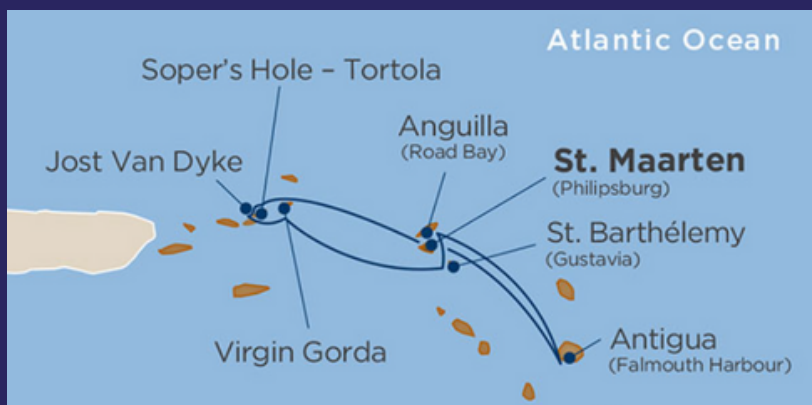 Atlantic Ocean
Soper's Hole – Tortola
Anguilla
(Road Bay)
Jost Van Dyke
St. Maarten
(Philipsburg)
St. Barthélemy
(Gustavia)
Virgin Gorda
Antigua
(Falmouth Harbour)